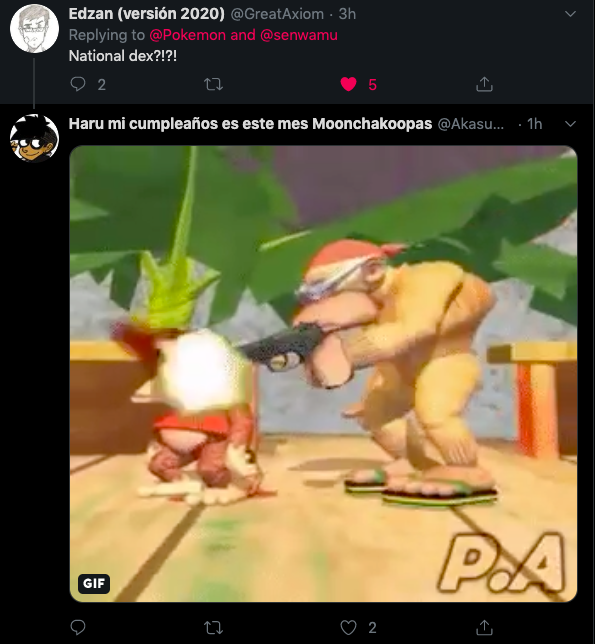 Edzan (versión 2020) @GreatAxiom · 3h
Replying to @Pokemon and @senwamu
National dex?!?!
2
5
Haru mi cumpleaños es este mes Moonchakoopas @Akasu... · 1h
P.A
GIF
2